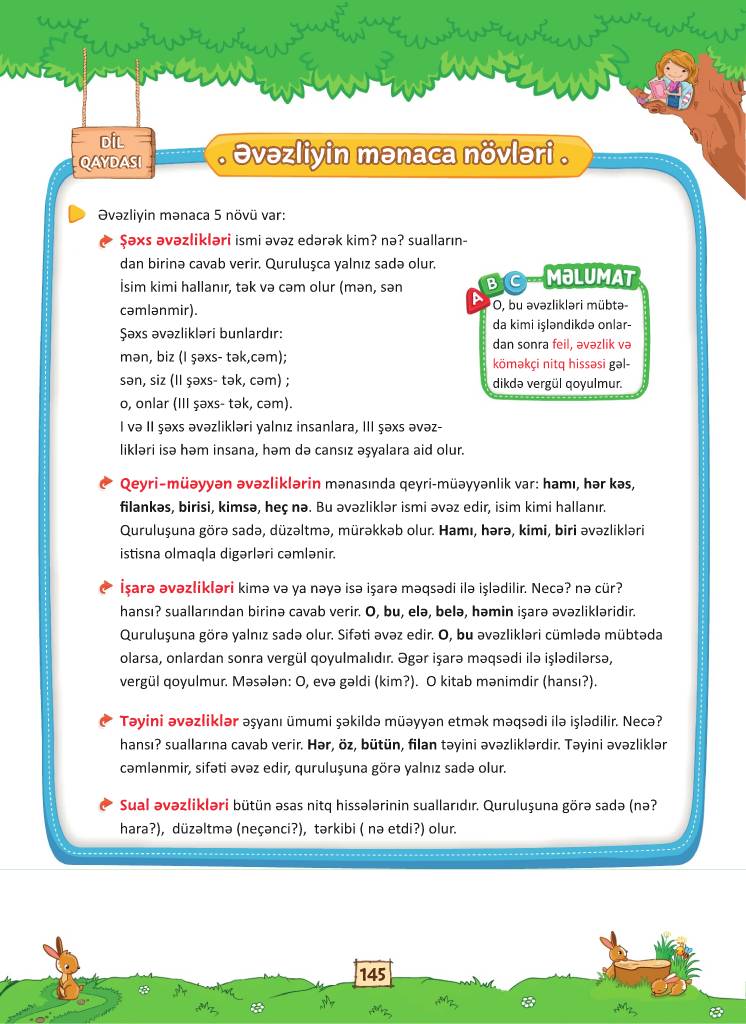 DİL
QAYDASI
. Əvəzliyin mənaca növləri .
Əvəzliyin mənaca 5 növü var:
Şəxs əvəzlikləri ismi əvəz edərək kim? nə? sualların-
dan birinə cavab verir. Quruluşca yalnız sadə olur.
İsim kimi hallanır, tək və cəm olur (mən, sən
cəmlənmir).
Şəxs əvəzlikləri bunlardır:
mən, biz (I şəxs- tək,cəm);
sən, siz (II şəxs- tək, cəm) ;
o, onlar (III şəxs- tək, cəm).
I və II şəxs əvəzlikləri yalnız insanlara, III şəxs əvəz-
likləri isə həm insana, həm də cansız əşyalara aid olur.
A B C MƏLUMAT
O, bu əvəzlikləri mübtə-
da kimi işləndikdə onlar-
dan sonra feil, əvəzlik və
köməkçi nitq hissəsi gəl-
dikdə vergül qoyulmur.
Qeyri-müəyyən əvəzliklərin mənasında qeyri-müəyyənlik var: hamı, hər kəs,
filankəs, birisi, kimsə, heç nə. Bu əvəzliklər ismi əvəz edir, isim kimi hallanır.
Quruluşuna görə sadə, düzəltmə, mürəkkəb olur. Hamı, hərə, kimi, biri əvəzlikləri
istisna olmaqla digərləri cəmlənir.
İşarə əvəzlikləri kimə və ya nəyə isə işarə məqsədi ilə işlədilir. Necə? nə cür?
hansı? suallarından birinə cavab verir. O, bu, elə, belə, həmin işarə əvəzlikləridir.
Quruluşuna görə yalnız sadə olur. Sifəti əvəz edir. O, bu əvəzlikləri cümlədə mübtəda
olarsa, onlardan sonra vergül qoyulmalıdır. Əgər işarə məqsədi ilə işlədilərsə,
vergül qoyulmur. Məsələn: O, evə gəldi (kim?). O kitab mənimdir (hansı?).
Təyini əvəzliklər əşyanı ümumi şəkildə müəyyən etmək məqsədi ilə işlədilir. Necə?
hansı? suallarına cavab verir. Hər, öz, bütün, filan təyini əvəzliklərdir. Təyini əvəzliklər
cəmlənmir, sifəti əvəz edir, quruluşuna görə yalnız sadə olur.
Sual əvəzlikləri bütün əsas nitq hissələrinin suallarıdır. Quruluşuna görə sadə (nə?
hara?), düzəltmə (neçənci?), tərkibi ( nə etdi?) olur.
145